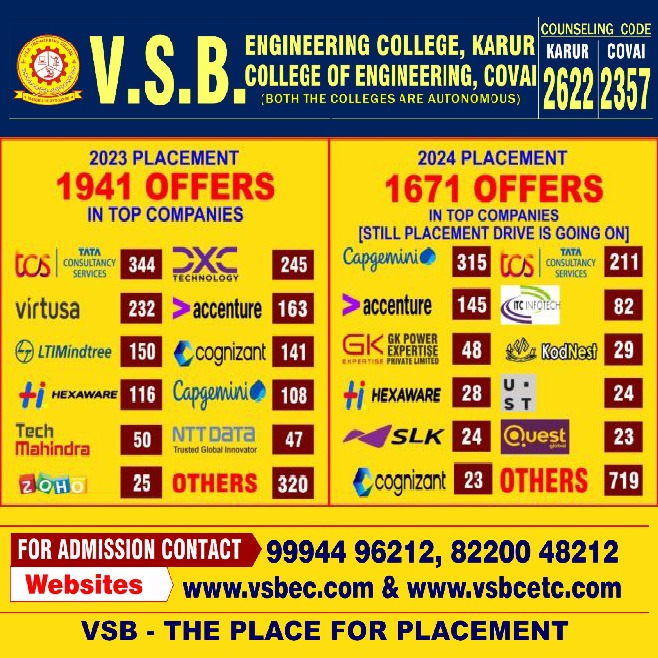 V.S.B.
ENGINEERING COLLEGE, KARUR
COLLEGE OF ENGINEERING, COVAI
(BOTH THE COLLEGES ARE AUTONOMOUS)
COUNSELING CODE
KARUR COVAI
2622 2357
2023 PLACEMENT
1941 OFFERS
IN TOP COMPANIES
tcs TATA CONSULTANCY SERVICES 344
DXC TECHNOLOGY 245
virtusa 232
accenture 163
LTIMindtree 150
cognizant 141
Hi HEXAWARE 116
Capgemini 108
Tech Mahindra 50
NTT DATA Trusted Global Innovator 47
ZOHO 25
OTHERS 320
2024 PLACEMENT
1671 OFFERS
IN TOP COMPANIES
[STILL PLACEMENT DRIVE IS GOING ON]
Capgemini 315
tcs TATA CONSULTANCY SERVICES 211
accenture 145
ITC INFOTECH 82
GK EXPERTISE GK POWER EXPERTISE PRIVATE LIMITED 48
KodNest 29
Hi HEXAWARE 28
U ST 24
SLK 24
Quest global 23
cognizant 23
OTHERS 719
FOR ADMISSION CONTACT 99944 96212, 82200 48212
Websites www.vsbec.com & www.vsbcetc.com
VSB - THE PLACE FOR PLACEMENT